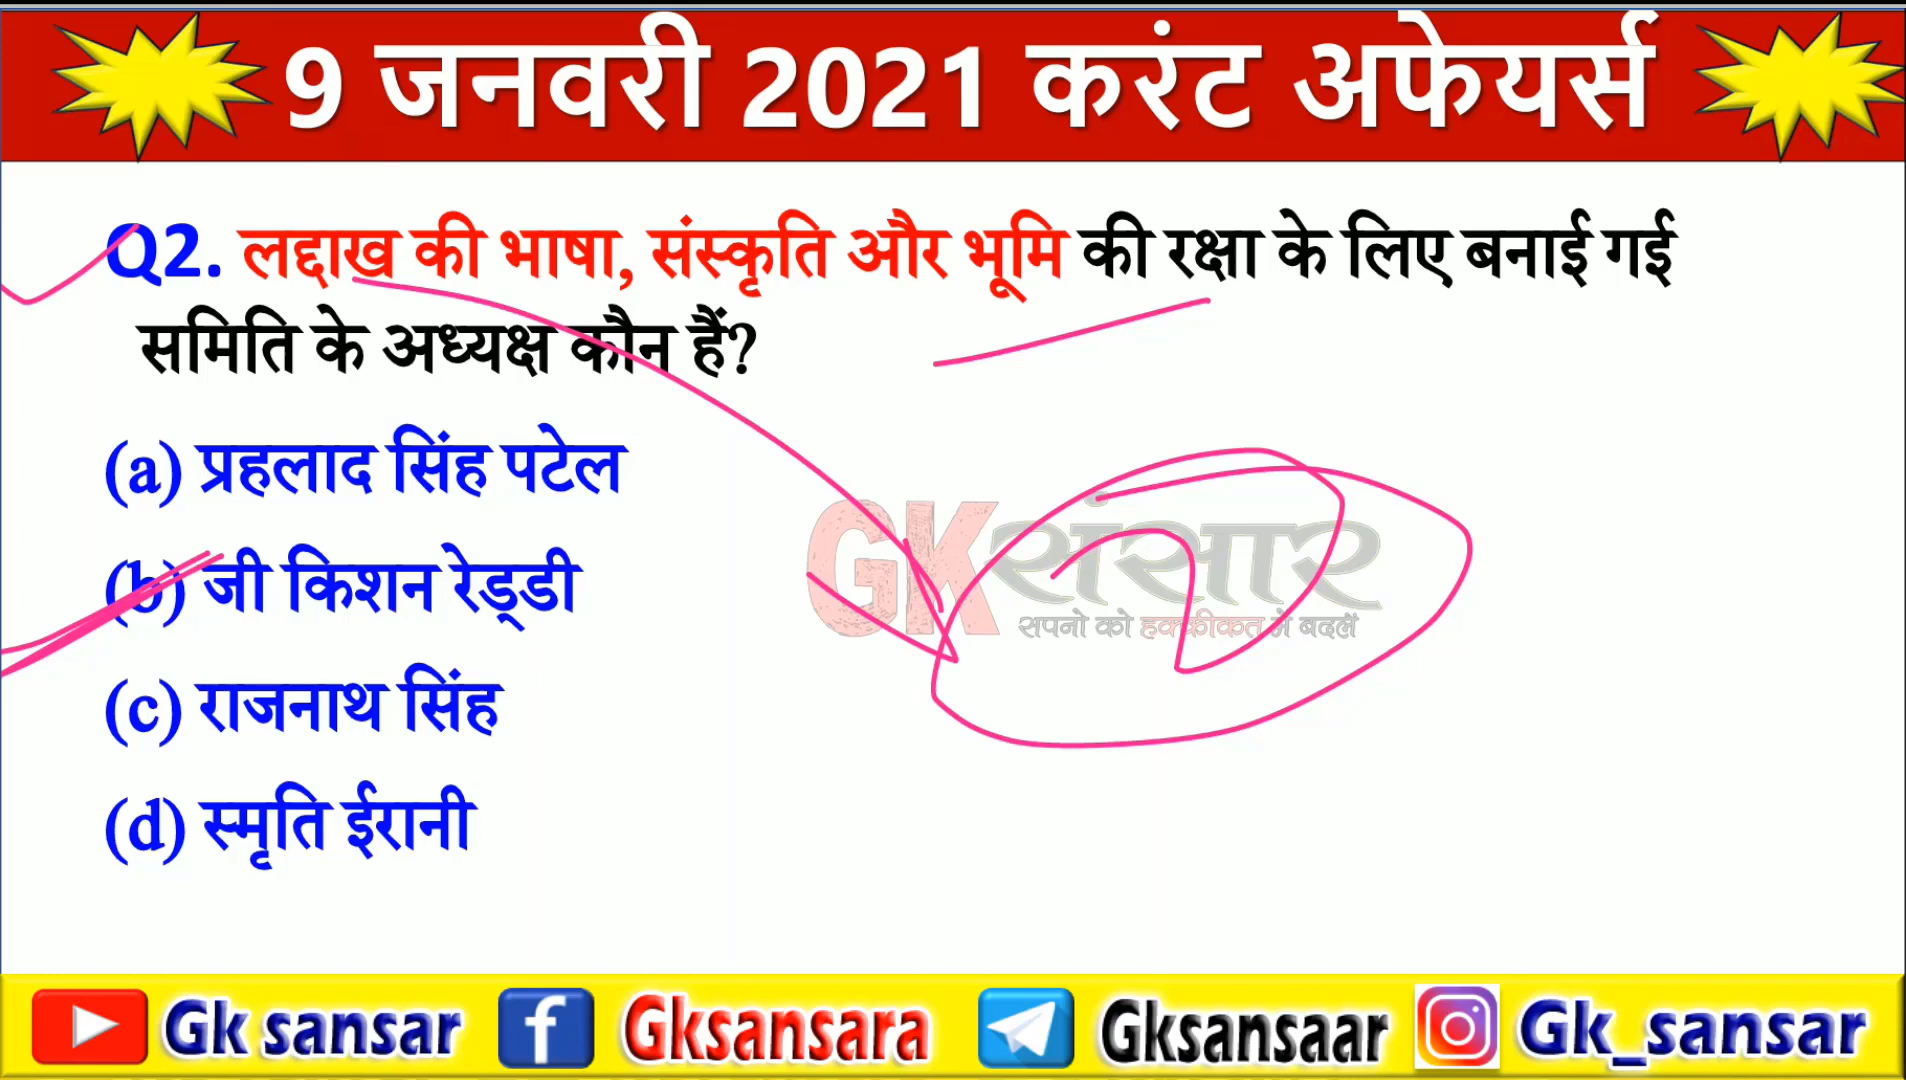 9 जनवरी 2021 करंट अफेयर्स
Q2. लद्दाख की भाषा, संस्कृति और भूमि की रक्षा के लिए बनाई गई
समिति के अध्यक्ष कौन हैं?
(a) प्रहलाद सिंह पटेल
(b) जी किशन रेड्डी
(c) राजनाथ सिंह
(d) स्मृति ईरानी
GK संसार
सपनो को हक्कीकत में बदलें
Gk sansar
Gksansara
Gksansaar
Gk_sansar